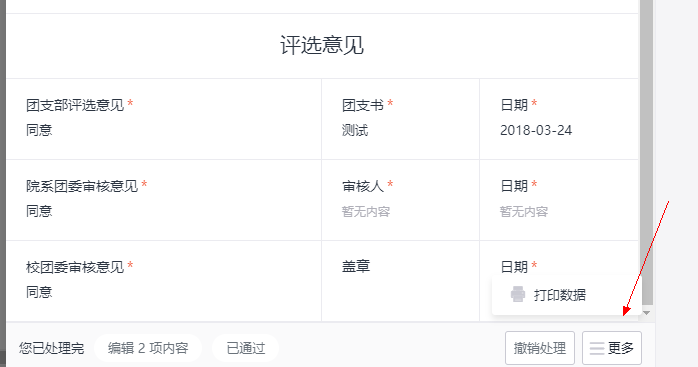 评选意见
团支部评选意见 * 团支书 * 日期 *
同意 测试 2018-03-24
院系团委审核意见 * 审核人 * 日期 *
同意 暂无内容 暂无内容
校团委审核意见 * 盖章 日期 *
同意 打印数据
您已处理完 编辑 2 项内容 已通过 撤销处理 更多